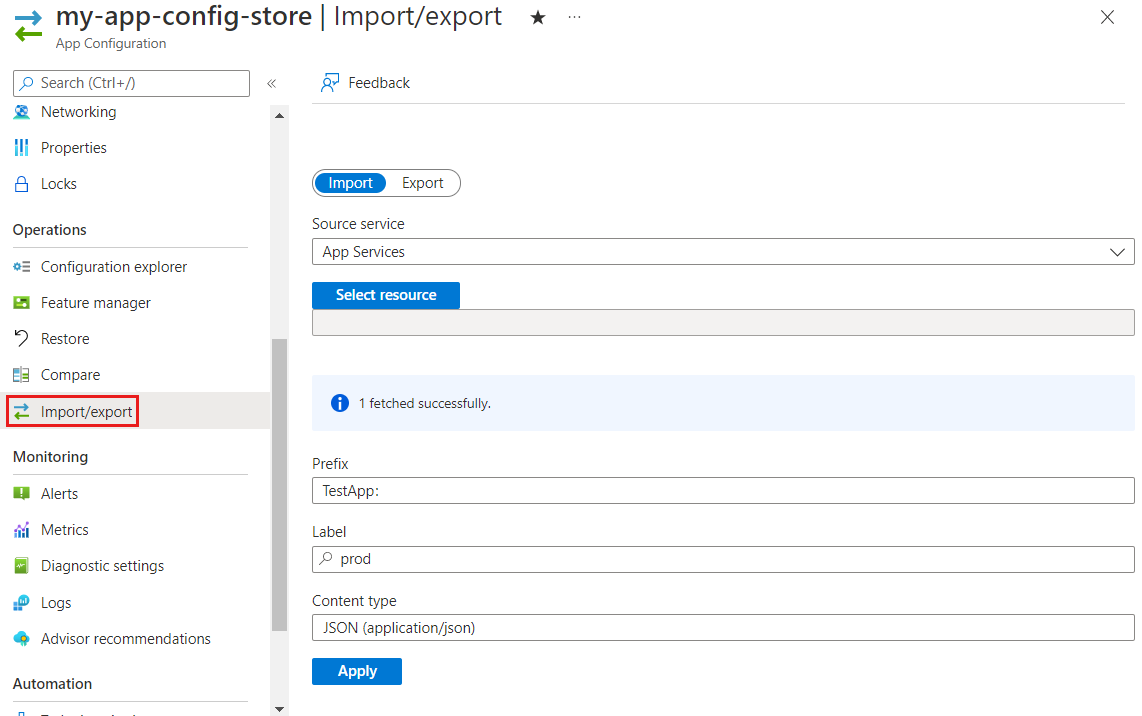 my-app-config-store | Import/export
App Configuration
Search (Ctrl+/)
Networking
Properties
Locks
Operations
Configuration explorer
Feature manager
Restore
Compare
Import/export
Monitoring
Alerts
Metrics
Diagnostic settings
Logs
Advisor recommendations
Automation
Feedback
Import Export
Source service
App Services
Select resource
1 fetched successfully.
Prefix
TestApp:
Label
prod
Content type
JSON (application/json)
Apply